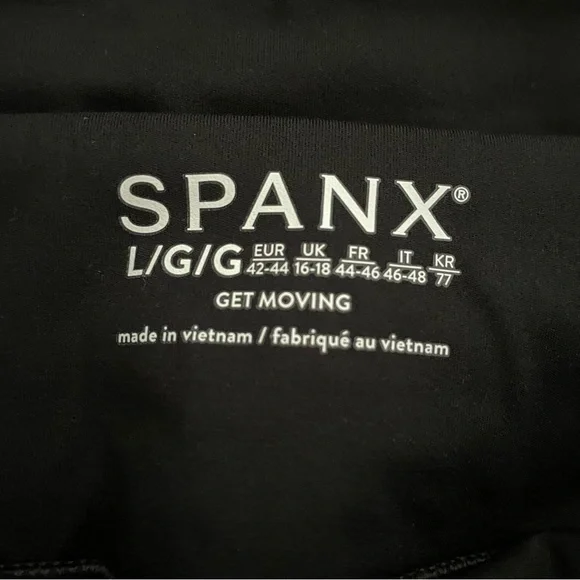 SPANX®
L/G/G EUR 42-44 UK 16-18 FR 44-46 IT 46-48 KR 77
GET MOVING
made in vietnam / fabriqué au vietnam